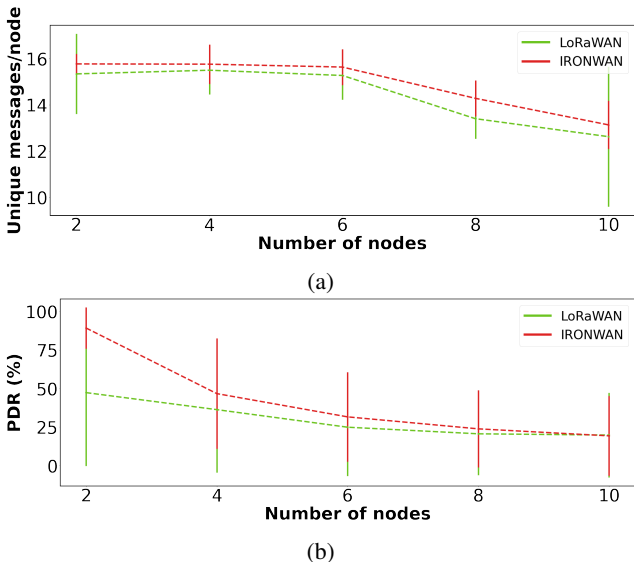 Unique messages/node
16
14
12
10
2 4 6 8 10
Number of nodes
LoRaWAN
IRONWAN
(a)
PDR (%)
100
75
50
25
0
2 4 6 8 10
Number of nodes
LoRaWAN
IRONWAN
(b)